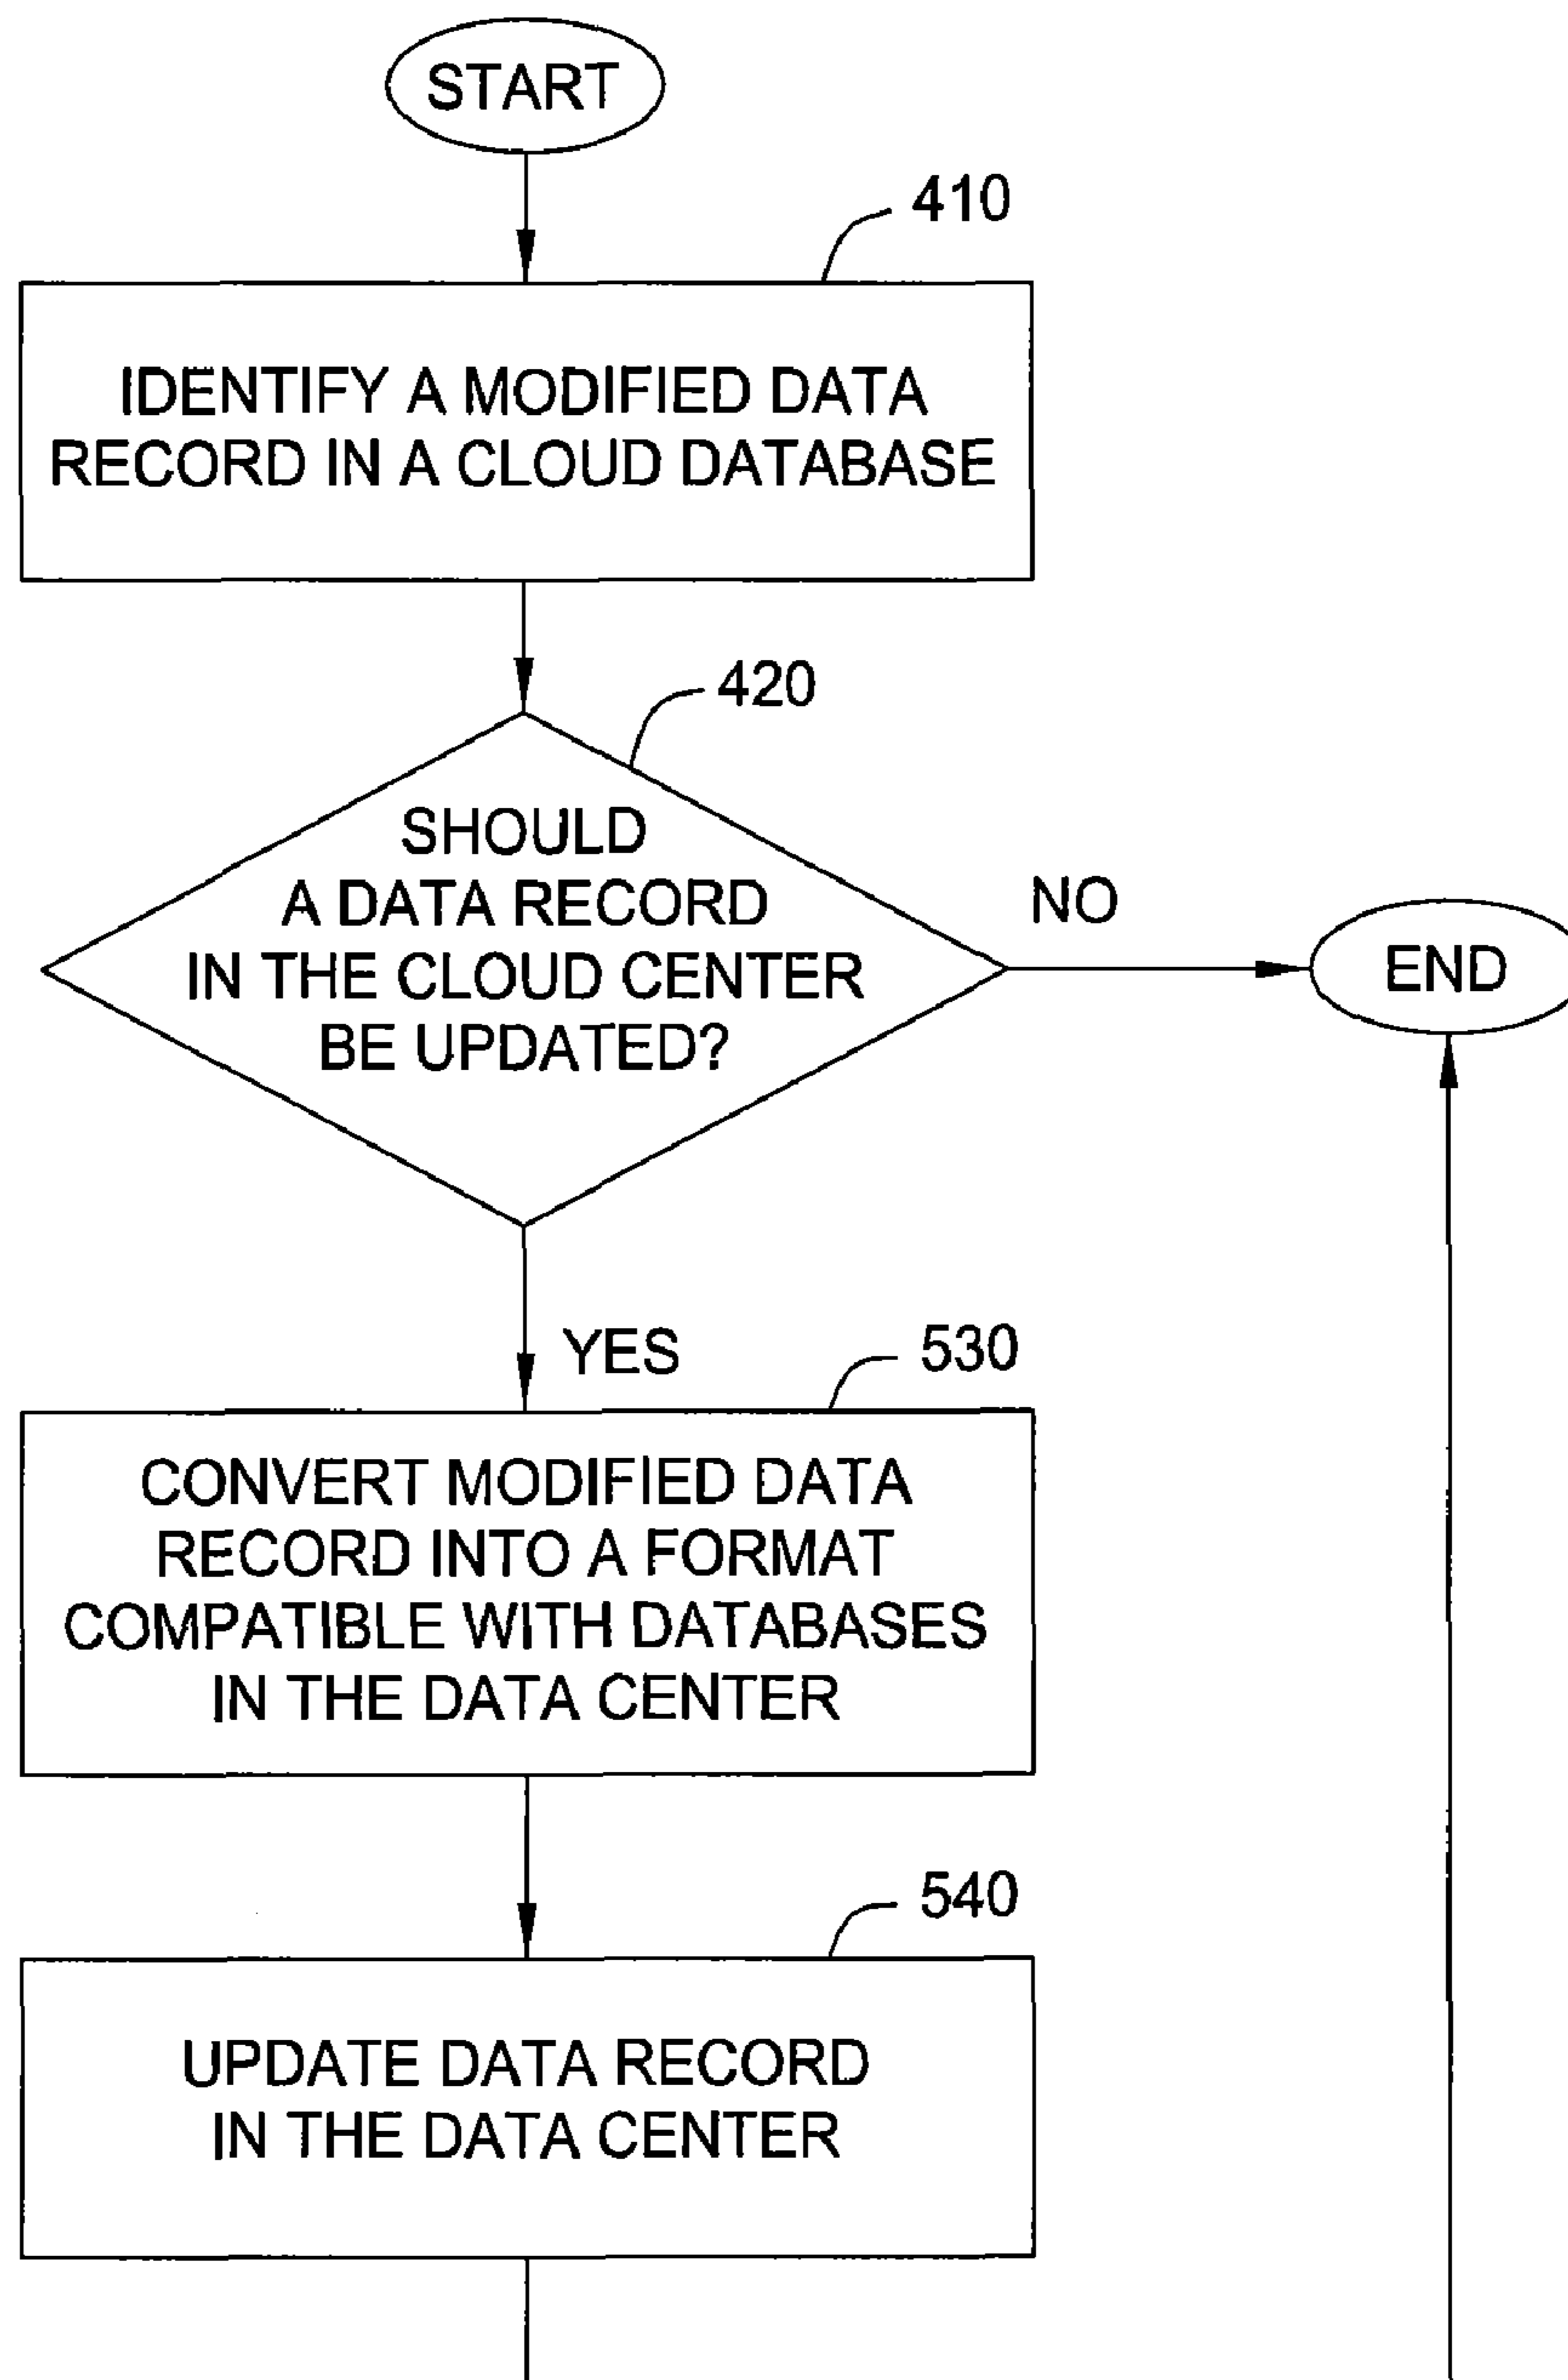 START
410
IDENTIFY A MODIFIED DATA
RECORD IN A CLOUD DATABASE
420
SHOULD
A DATA RECORD
IN THE CLOUD CENTER
BE UPDATED?
NO
END
YES
530
CONVERT MODIFIED DATA
RECORD INTO A FORMAT
COMPATIBLE WITH DATABASES
IN THE DATA CENTER
540
UPDATE DATA RECORD
IN THE DATA CENTER